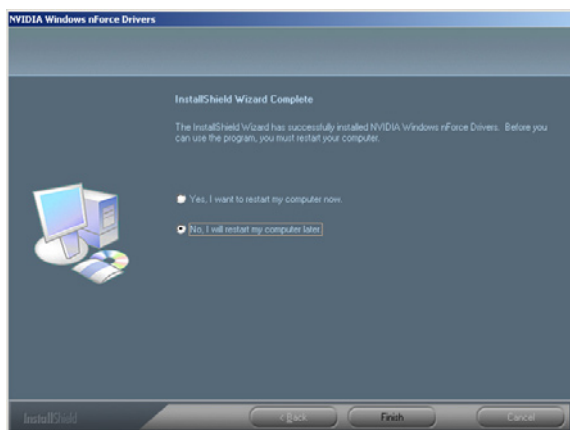 NVIDIA Windows nForce Drivers
InstallShield Wizard Complete
The InstallShield Wizard has successfully installed NVIDIA Windows nForce Drivers. Before you
can use the program, you must restart your computer.
Yes, I want to restart my computer now.
No, I will restart my computer later.
InstallShield
< Back
Finish
Cancel